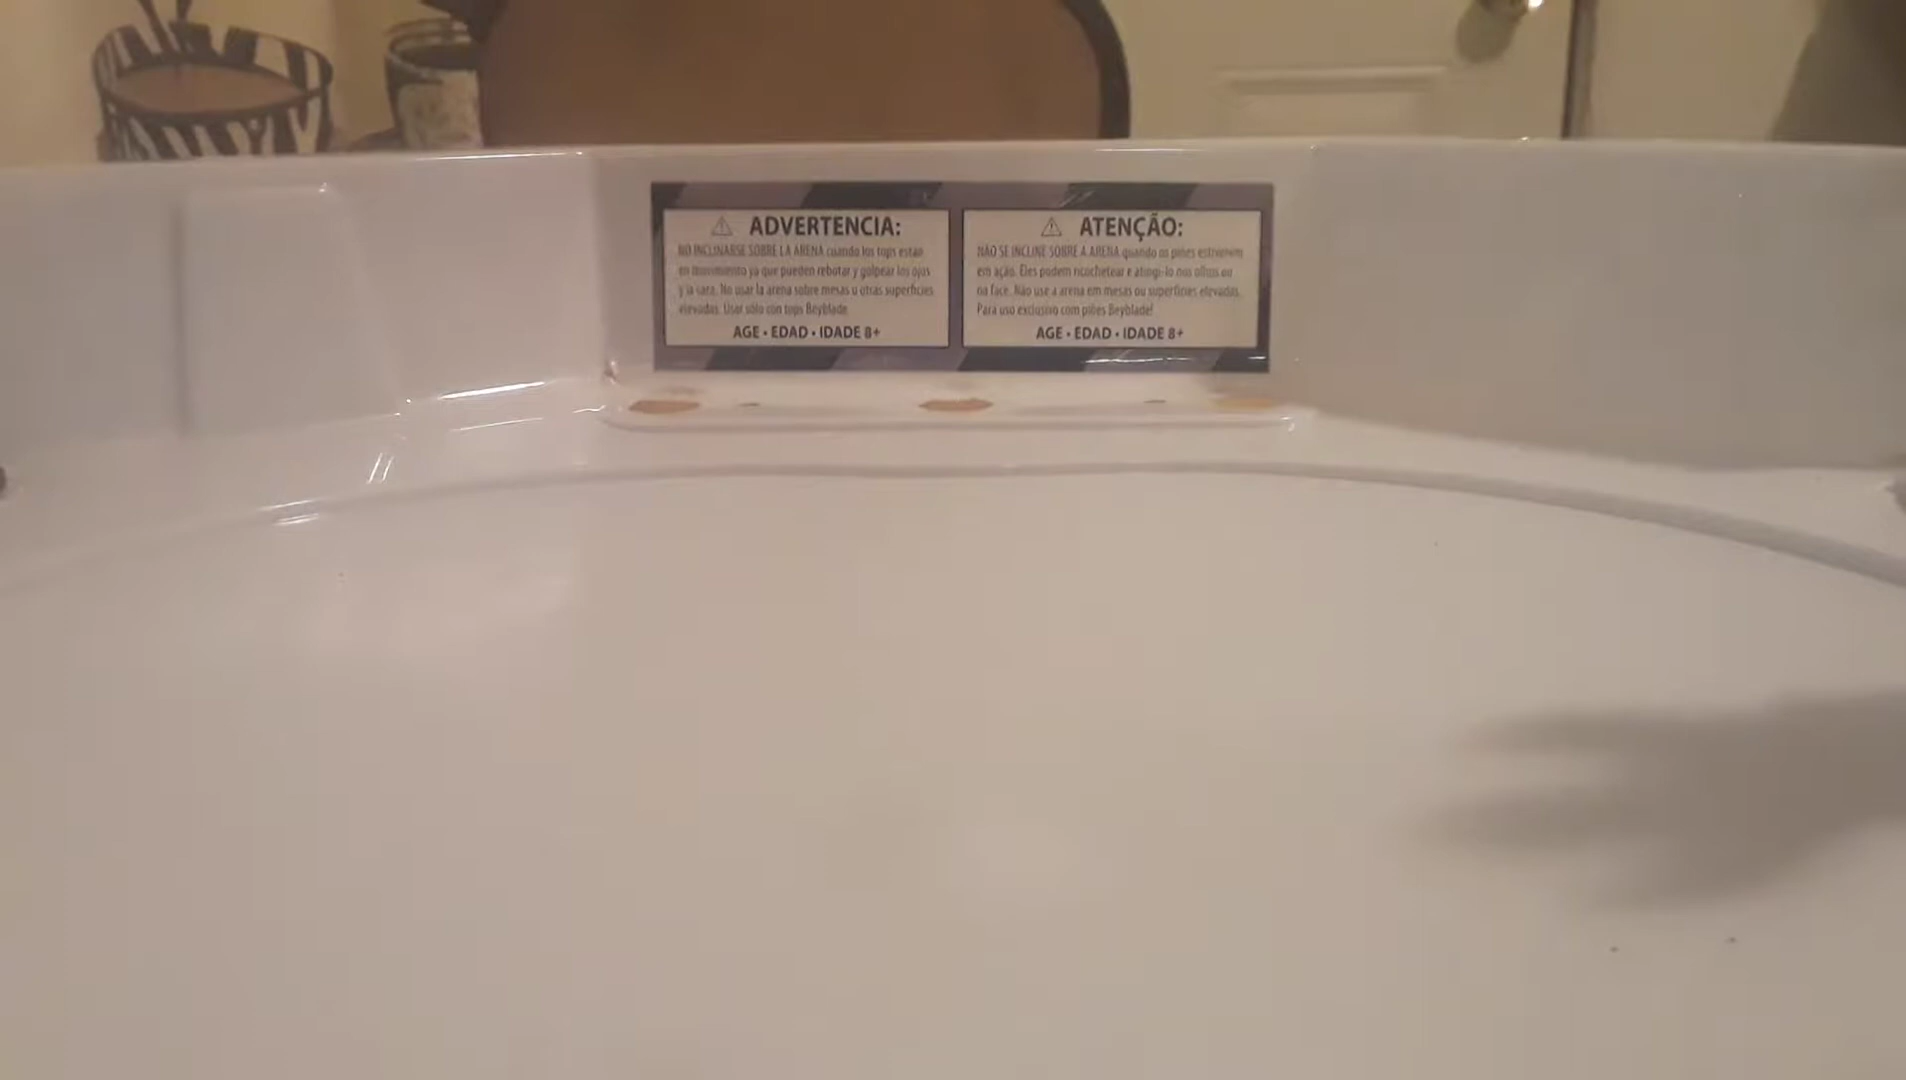 ADVERTENCIA:
NO INCLINARSE SOBRE LA ARENA cuando los tops están
en movimiento ya que pueden rebotar y golpear los ojos
y la cara. No usar la arena sobre mesas u otras superficies
elevadas. Usar sólo con tops Beyblade.
AGE • EDAD • IDADE 8+
ATENÇÃO:
NÃO SE INCLINE SOBRE A ARENA quando os piões estiverem
em ação. Eles podem ricochetear e atingi-lo nos olhos ou
na face. Não use a arena em mesas ou superfícies elevadas.
Para uso exclusivo com piões Beyblade!
AGE • EDAD • IDADE 8+